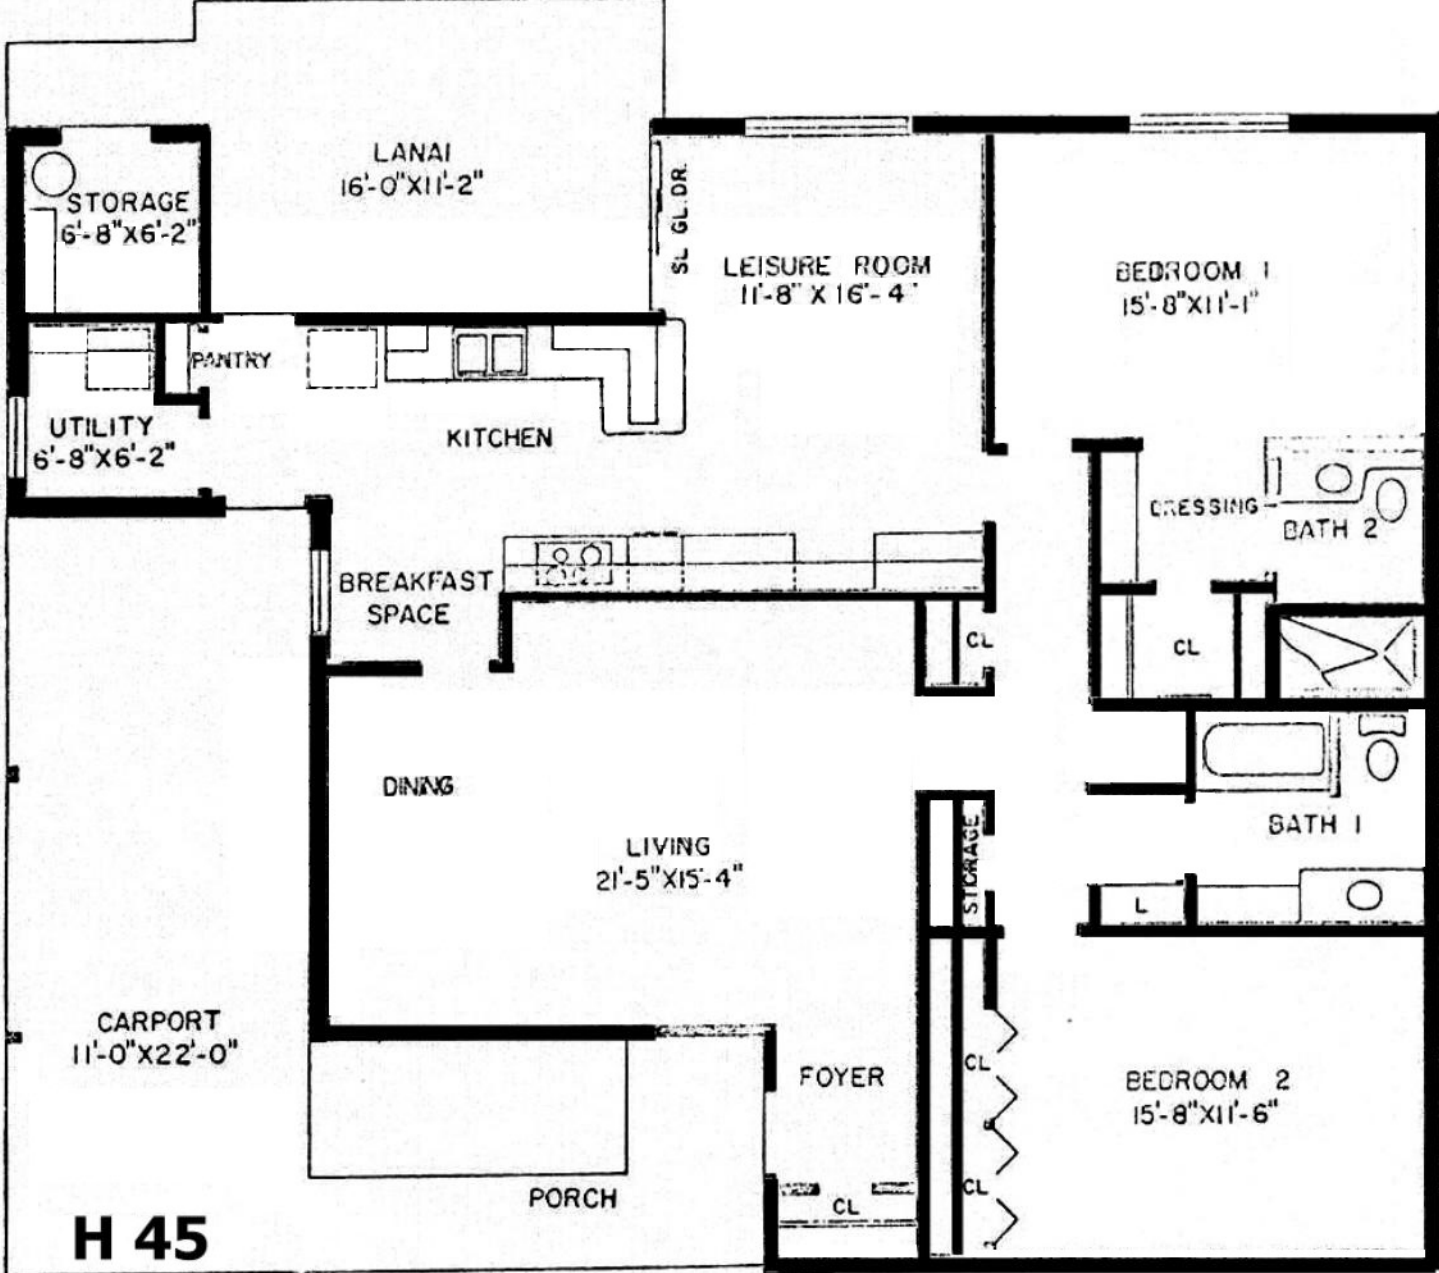 LANAI
16'-0"X11'-2"
STORAGE
6'-8"X6'-2"
SL GL.DR.
LEISURE ROOM
11'-8" X 16'-4"
BEDROOM 1
15'-8"X11'-1"
PANTRY
UTILITY
6'-8"X6'-2"
KITCHEN
DRESSING
BATH 2
BREAKFAST
SPACE
CL
CL
DINING
LIVING
21'-5"X15'-4"
STORAGE
BATH 1
L
CARPORT
11'-0"X22'-0"
FOYER
CL
BEDROOM 2
15'-8"X11'-6"
CL
PORCH
CL
H 45